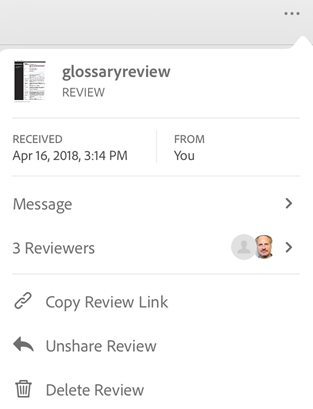 glossaryreview
REVIEW
RECEIVED
Apr 16, 2018, 3:14 PM
FROM
You
Message
3 Reviewers
Copy Review Link
Unshare Review
Delete Review